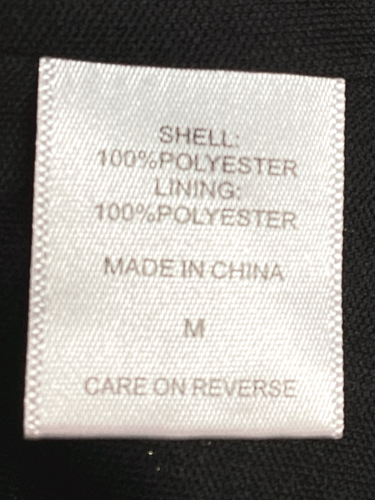 SHELL:
100%POLYESTER
LINING:
100%POLYESTER
MADE IN CHINA
M
CARE ON REVERSE